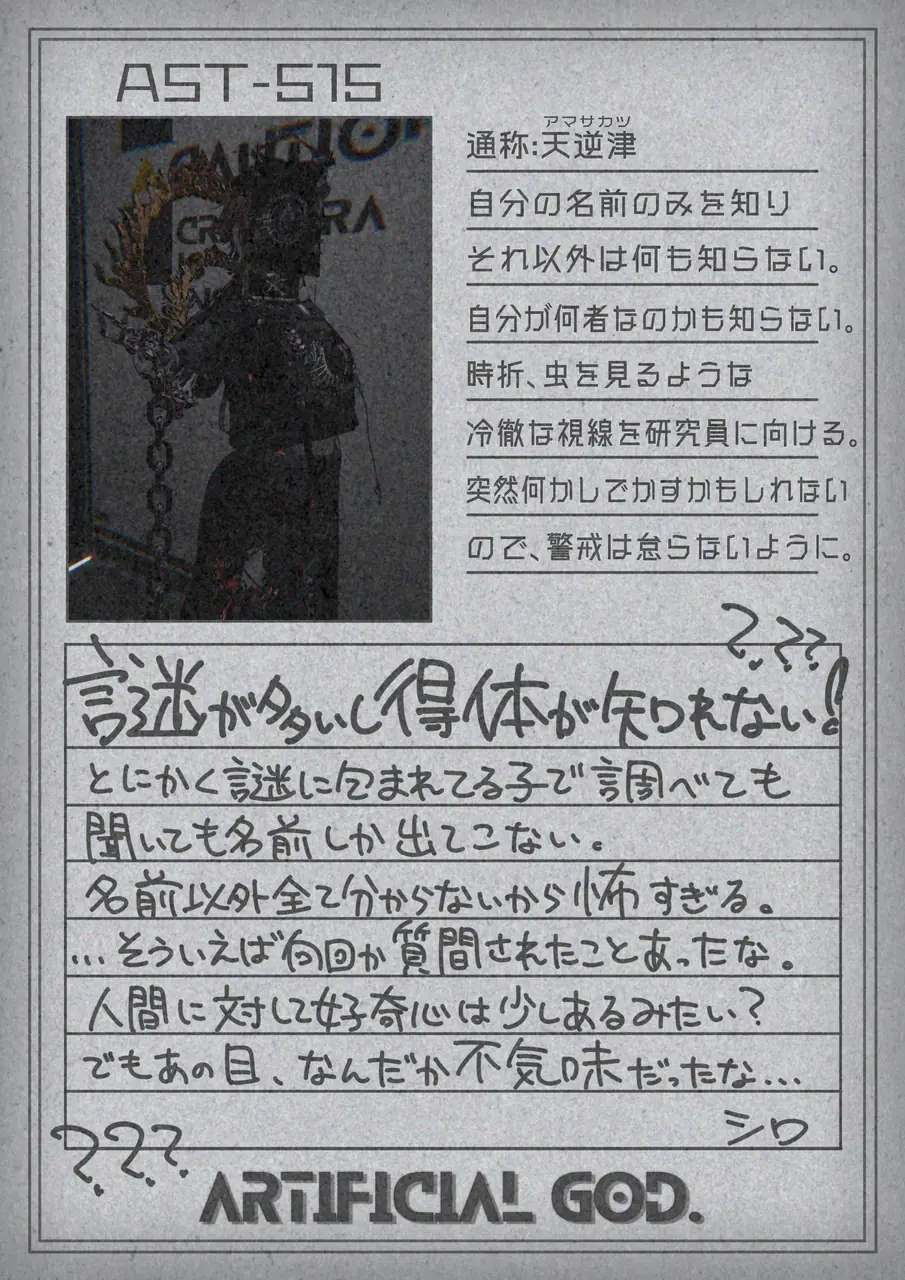 AST-515
CAUTION
アマサカツ
通称:天逆津
自分の名前のみを知り
それ以外は何も知らない。
自分が何者なのかも知らない。
時折、虫を見るような
冷徹な視線を研究員に向ける。
突然何かしでかすかもしれない
ので、警戒は怠らないように。
?.??
謎が多いし得体が知れない!
とにかく謎に包まれてる子で調べても
聞いても名前しか出てこない。
名前以外全て分からないから怖すぎる。
…そういえば何回か質問されたことあったな。
人間に対して好奇心は少しあるみたい?
でもあの目、なんだか不気味だったな…
シロ
???
ARTIFICIAL GOD.